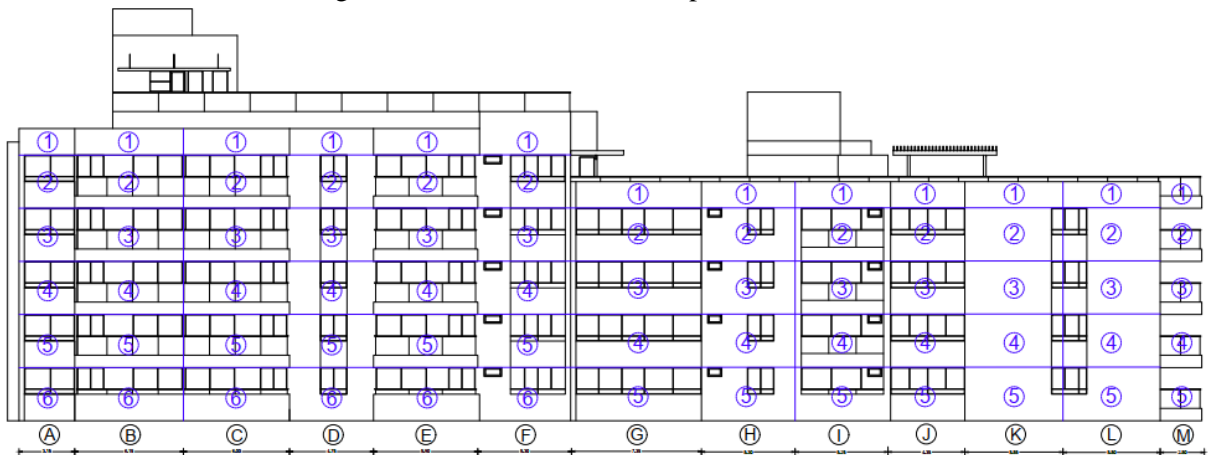 1 1 1 1 1 1
2 2 2 2 2 2 1 1 1 1 1 1 1
3 3 3 3 3 3 2 2 2 2 2 2 2
4 4 4 4 4 4 3 3 3 3 3 3 3
5 5 5 5 5 5 4 4 4 4 4 4 4
6 6 6 6 6 6 5 5 5 5 5 5 5
A B C D E F G H I J K L M